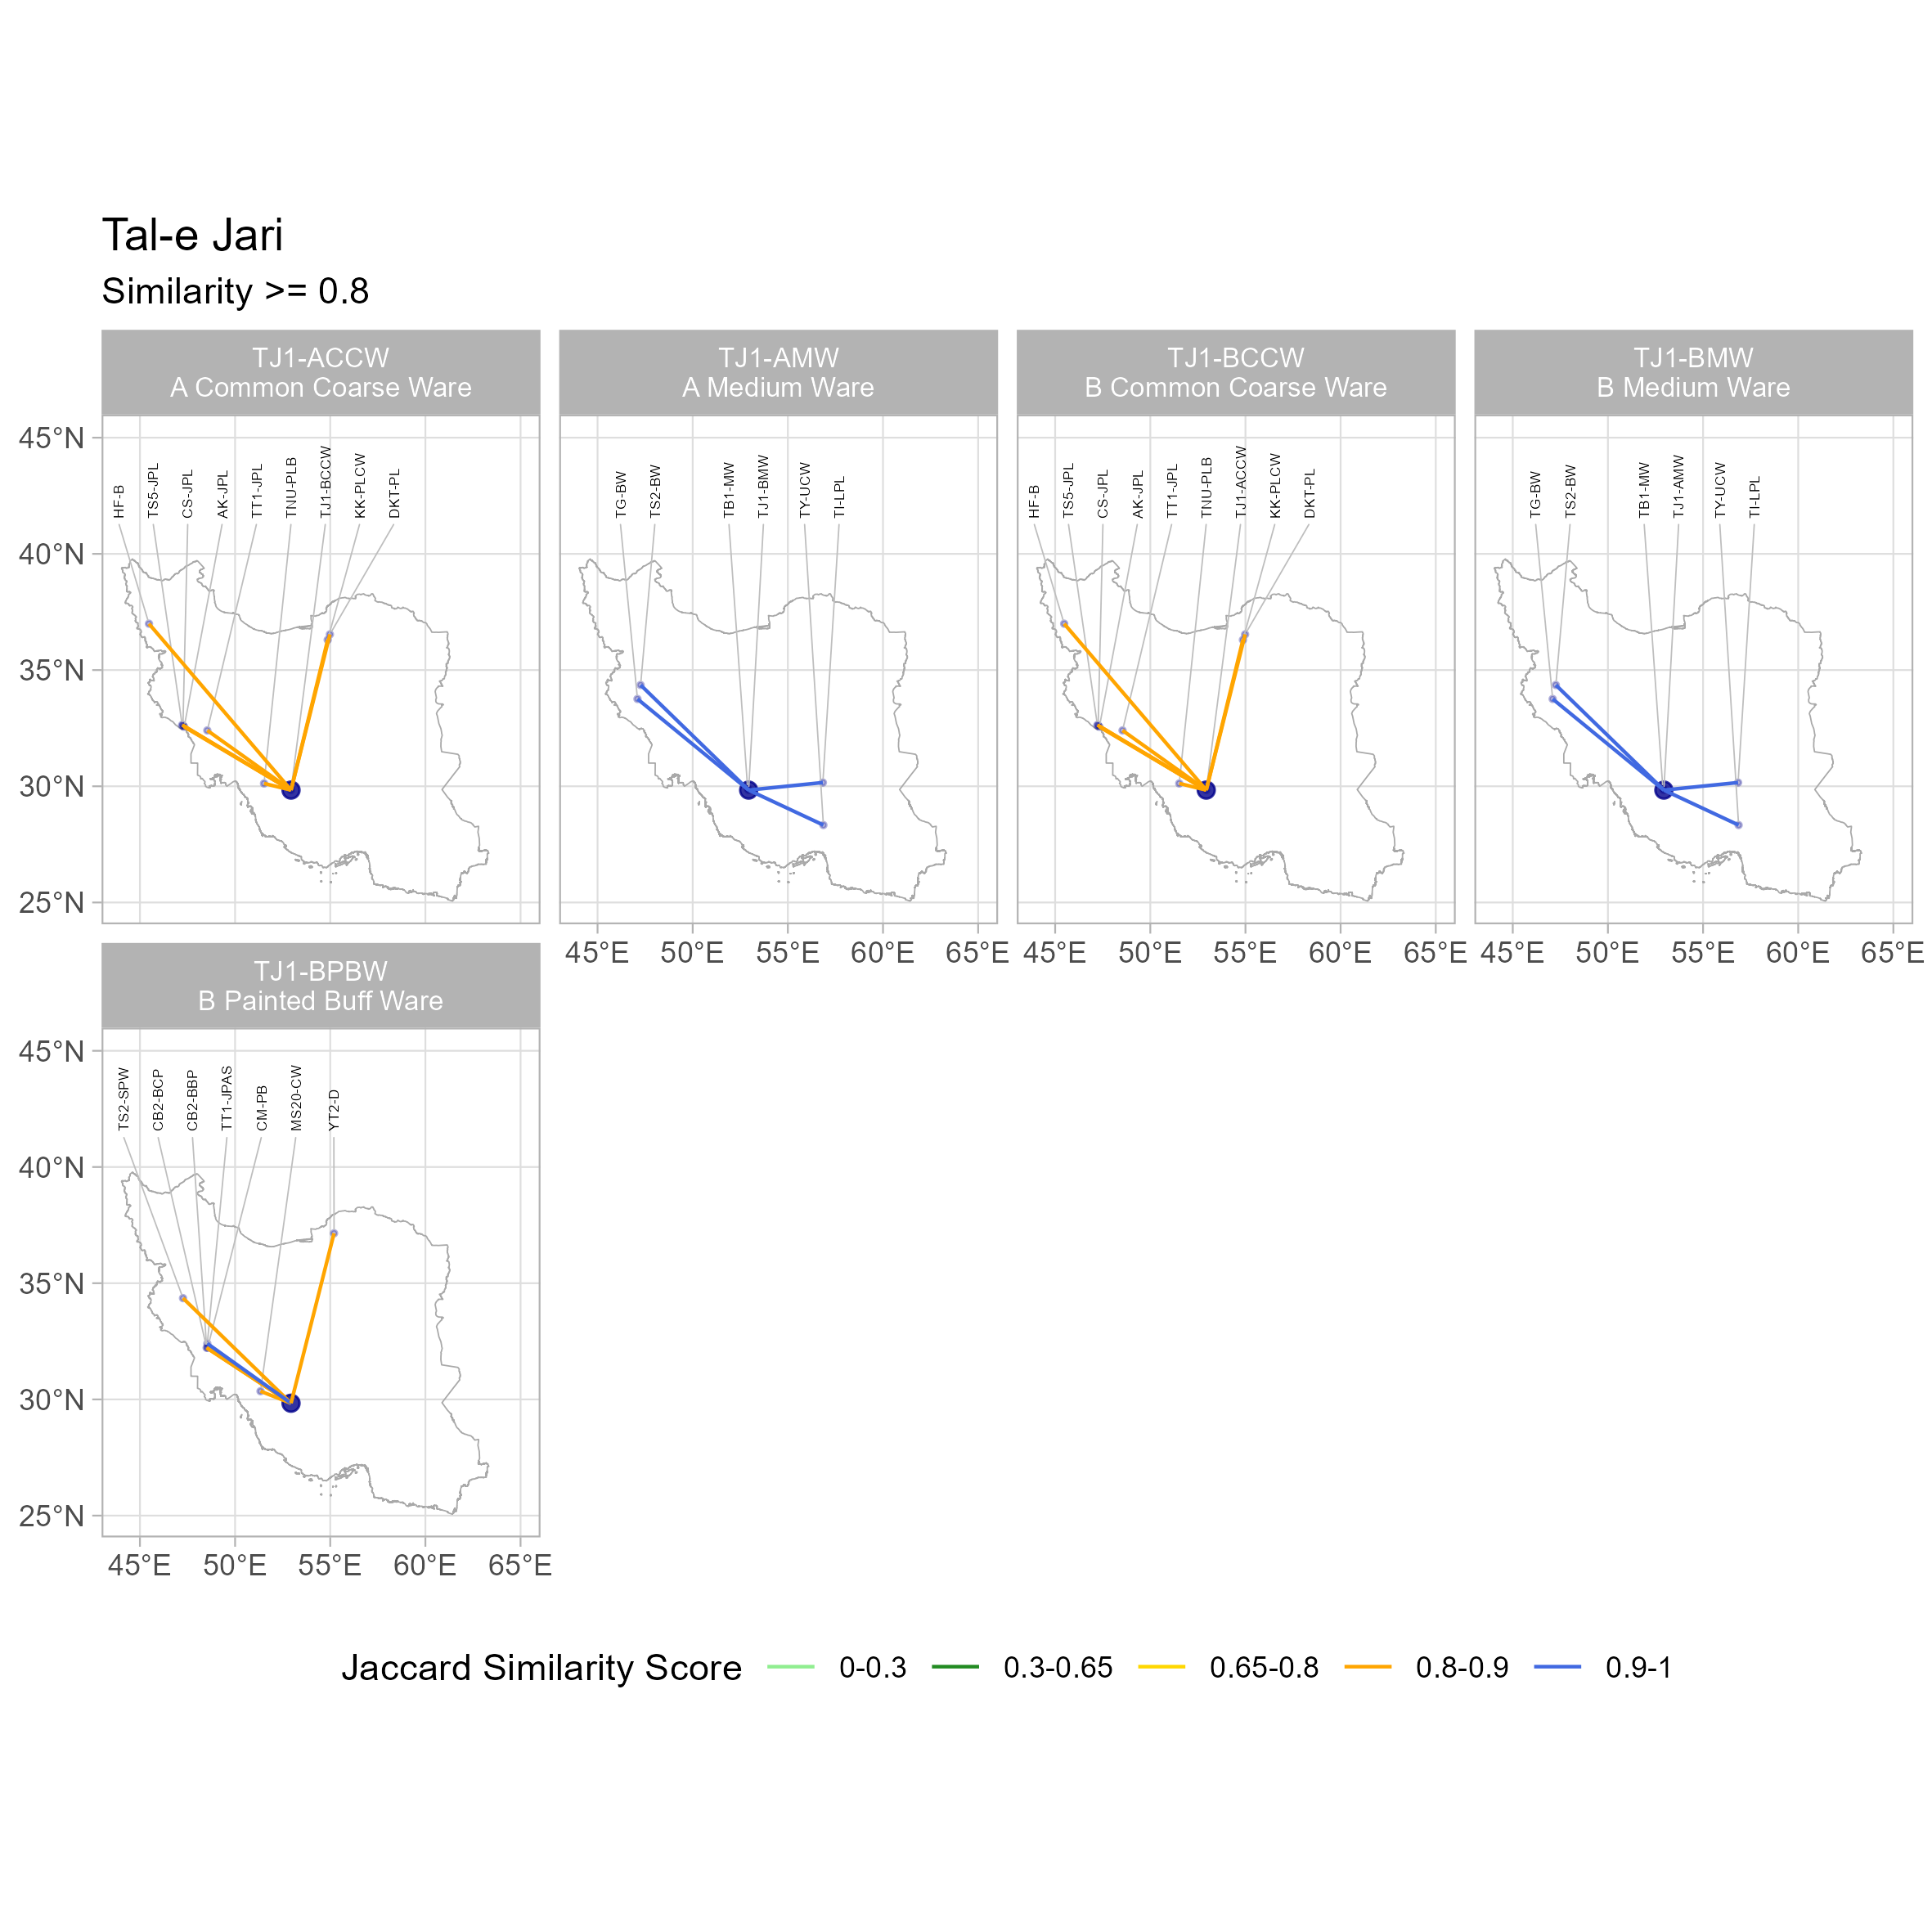 Tal-e Jari
Similarity >= 0.8
TJ1-ACCW
A Common Coarse Ware
TJ1-AMW
A Medium Ware
TJ1-BCCW
B Common Coarse Ware
TJ1-BMW
B Medium Ware
45°N
40°N
35°N
30°N
25°N
HF-B
TS5-JPL
CS-JPL
AK-JPL
TT1-JPL
TNU-PLB
TJ1-BCCW
KK-PLCW
DKT-PL
TG-BW
TS2-BW
TB1-MW
TJ1-BMW
TY-UCW
TI-LPL
HF-B
TS5-JPL
CS-JPL
AK-JPL
TT1-JPL
TNU-PLB
TJ1-ACCW
KK-PLCW
DKT-PL
TG-BW
TS2-BW
TB1-MW
TJ1-AMW
TY-UCW
TI-LPL
45°E 50°E 55°E 60°E 65°E
45°E 50°E 55°E 60°E 65°E
45°E 50°E 55°E 60°E 65°E
TJ1-BPBW
B Painted Buff Ware
45°N
40°N
35°N
30°N
25°N
TS2-SPW
CB2-BCP
CB2-BBP
TT1-JPAS
CM-PB
MS20-CW
YT2-D
45°E 50°E 55°E 60°E 65°E
Jaccard Similarity Score 0-0.3 0.3-0.65 0.65-0.8 0.8-0.9 0.9-1